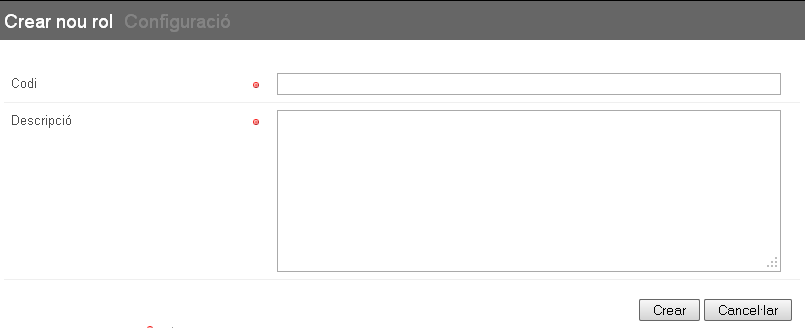 Crear nou rol Configuració
Codi
Descripció
Crear Cancel·lar